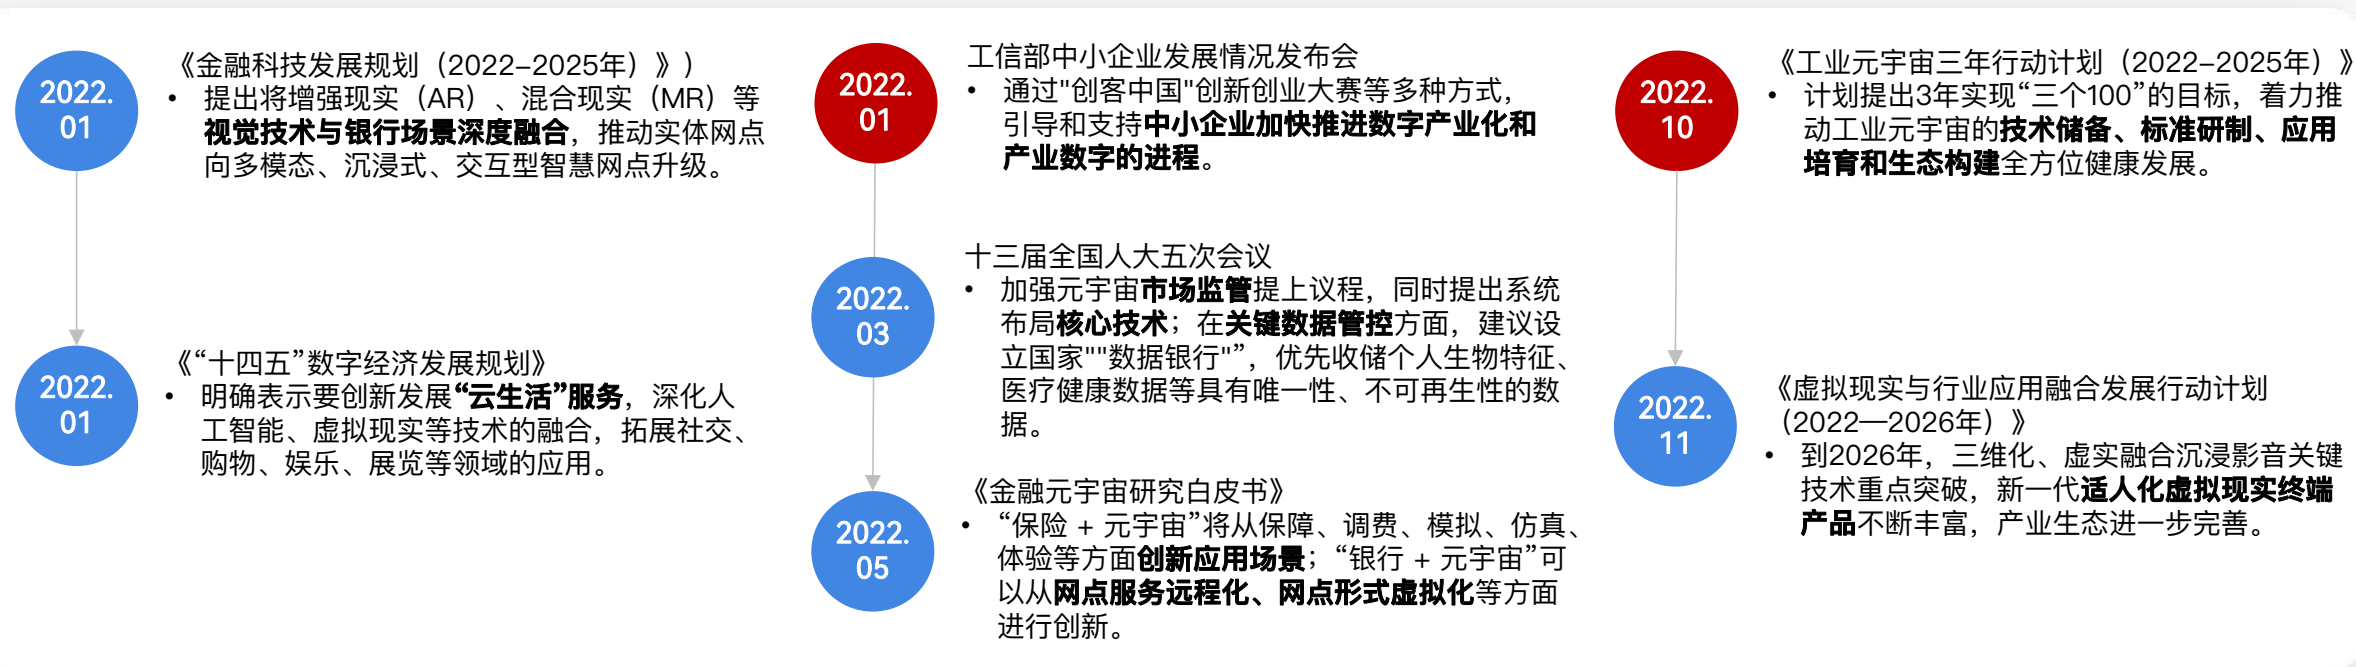 2022.
01
《金融科技发展规划（2022-2025年）》）
• 提出将增强现实（AR）、混合现实（MR）等
视觉技术与银行场景深度融合，推动实体网点
向多模态、沉浸式、交互型智慧网点升级。
2022.
01
《“十四五”数字经济发展规划》
• 明确表示要创新发展“云生活”服务，深化人
工智能、虚拟现实等技术的融合，拓展社交、
购物、娱乐、展览等领域的应用。
2022.
01
工信部中小企业发展情况发布会
• 通过"创客中国"创新创业大赛等多种方式，
引导和支持中小企业加快推进数字产业化和
产业数字的进程。
2022.
03
十三届全国人大五次会议
• 加强元宇宙市场监管提上议程，同时提出系统
布局核心技术；在关键数据管控方面，建议设
立国家""数据银行"”，优先收储个人生物特征、
医疗健康数据等具有唯一性、不可再生性的数
据。
2022.
05
《金融元宇宙研究白皮书》
• “保险 + 元宇宙”将从保障、调费、模拟、仿真、
体验等方面创新应用场景；“银行 + 元宇宙”可
以从网点服务远程化、网点形式虚拟化等方面
进行创新。
2022.
10
《工业元宇宙三年行动计划（2022-2025年）》
• 计划提出3年实现“三个100”的目标，着力推
动工业元宇宙的技术储备、标准研制、应用
培育和生态构建全方位健康发展。
2022.
11
《虚拟现实与行业应用融合发展行动计划
（2022—2026年）》
• 到2026年，三维化、虚实融合沉浸影音关键
技术重点突破，新一代适人化虚拟现实终端
产品不断丰富，产业生态进一步完善。